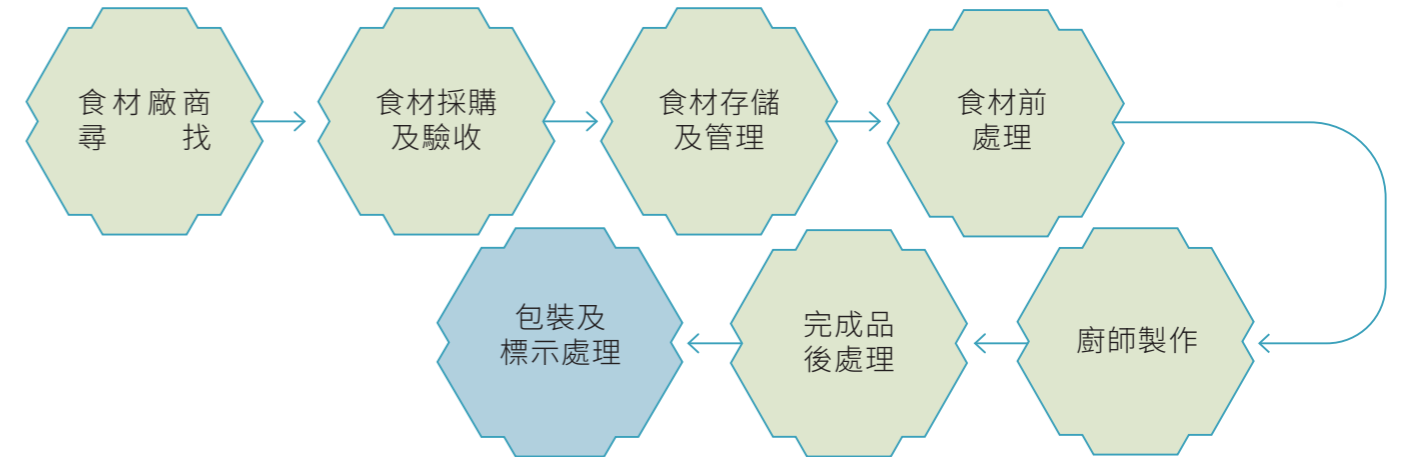 食材廠商
尋找
食材採購
及驗收
食材存儲
及管理
食材前
處理
廚師製作
完成品
後處理
包裝及
標示處理